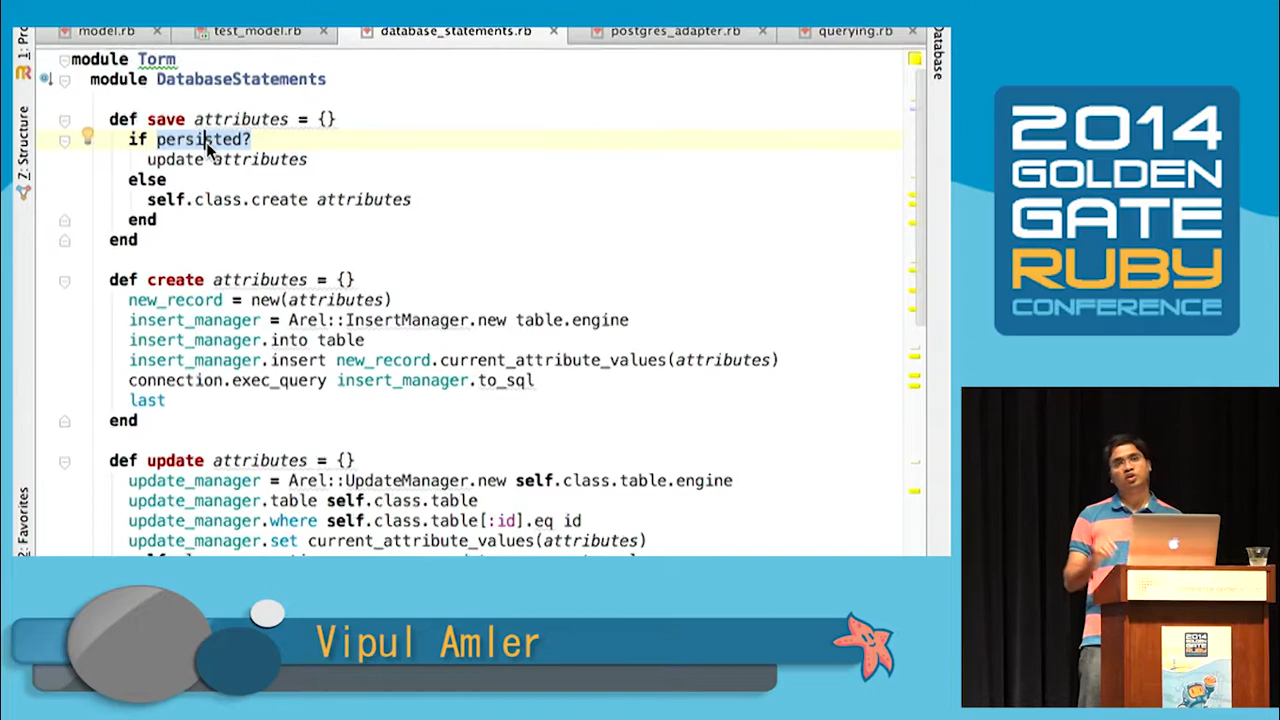 model.rb test_model.rb database_statements.rb postgres_adapter.rb querying.rb
Database
Z: Structure
2: Favorites
module Torm
module DatabaseStatements
def save attributes = {}
if persisted?
update attributes
else
self.class.create attributes
end
end
def create attributes = {}
new_record = new(attributes)
insert_manager = Arel::InsertManager.new table.engine
insert_manager.into table
insert_manager.insert new_record.current_attribute_values(attributes)
connection.exec_query insert_manager.to_sql
last
end
def update attributes = {}
update_manager = Arel::UpdateManager.new self.class.table.engine
update_manager.table self.class.table
update_manager.where self.class.table[:id].eq id
update_manager.set current_attribute_values(attributes)
2014
GOLDEN
GATE
RUBY
CONFERENCE
Vipul Amler